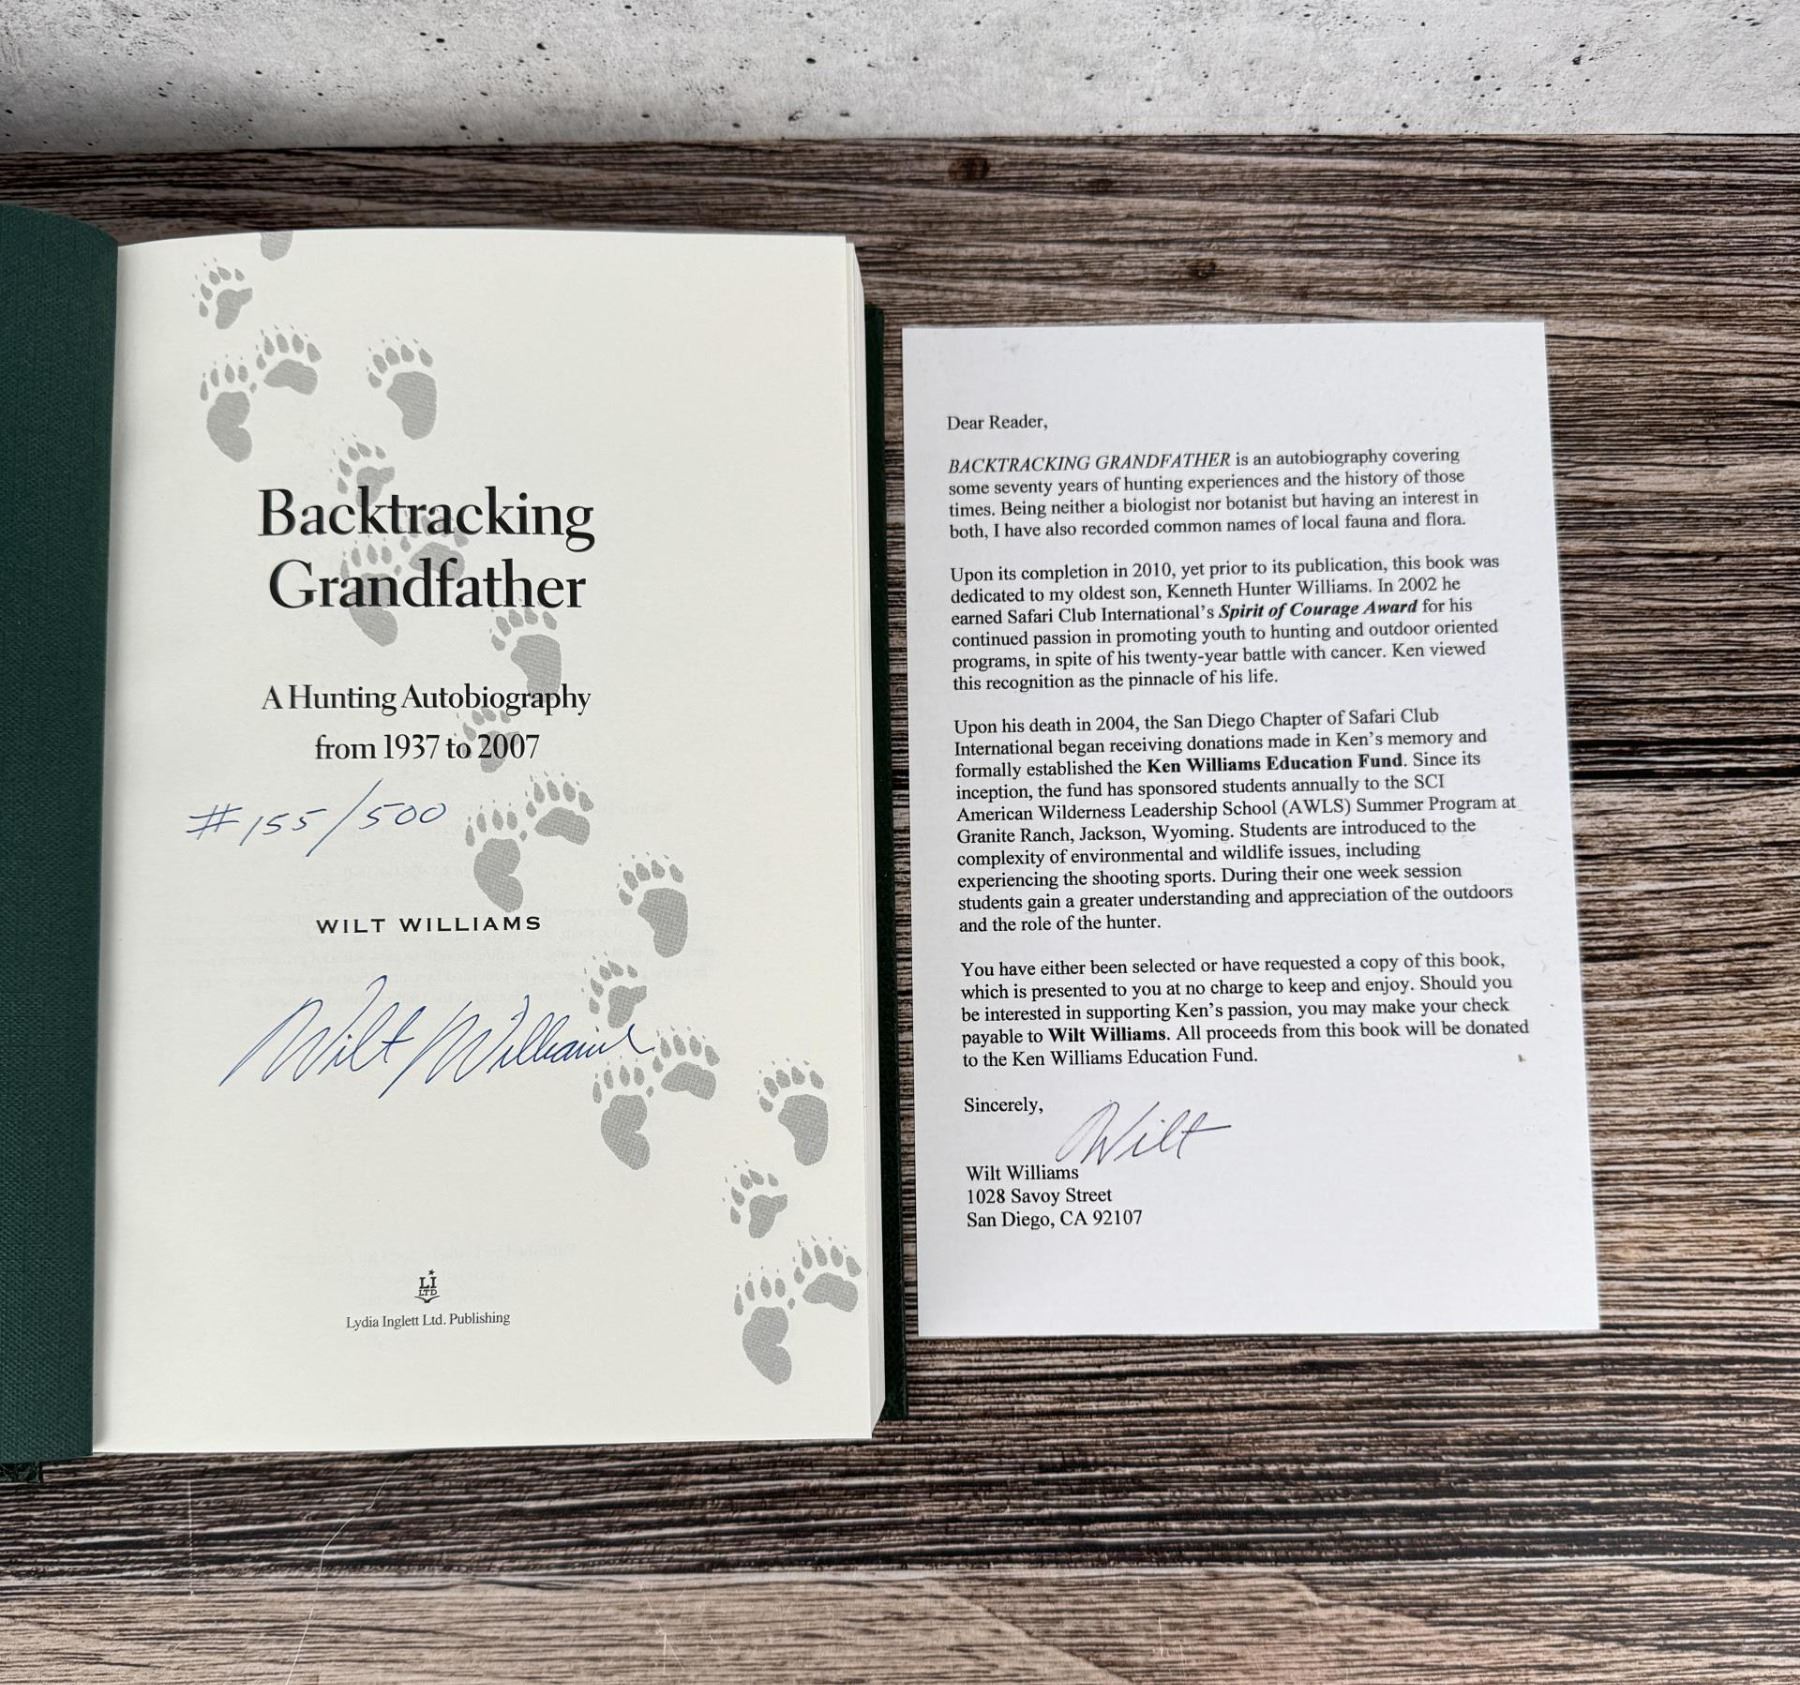 Backtracking
Grandfather
A Hunting Autobiography
from 1937 to 2007
#155/500
WILT WILLIAMS
Wilt Williams
LI
LTD
Lydia Inglett Ltd. Publishing
Dear Reader,
BACKTRACKING GRANDFATHER is an autobiography covering
some seventy years of hunting experiences and the history of those
times. Being neither a biologist nor botanist but having an interest in
both, I have also recorded common names of local fauna and flora.
Upon its completion in 2010, yet prior to its publication, this book was
dedicated to my oldest son, Kenneth Hunter Williams. In 2002 he
earned Safari Club International's Spirit of Courage Award for his
continued passion in promoting youth to hunting and outdoor oriented
programs, in spite of his twenty-year battle with cancer. Ken viewed
this recognition as the pinnacle of his life.
Upon his death in 2004, the San Diego Chapter of Safari Club
International began receiving donations made in Ken's memory and
formally established the Ken Williams Education Fund. Since its
inception, the fund has sponsored students annually to the SCI
American Wilderness Leadership School (AWLS) Summer Program at
Granite Ranch, Jackson, Wyoming. Students are introduced to the
complexity of environmental and wildlife issues, including
experiencing the shooting sports. During their one week session
students gain a greater understanding and appreciation of the outdoors
and the role of the hunter.
You have either been selected or have requested a copy of this book,
which is presented to you at no charge to keep and enjoy. Should you
be interested in supporting Ken's passion, you may make your check
payable to Wilt Williams. All proceeds from this book will be donated
to the Ken Williams Education Fund.
Sincerely,
Wilt
Wilt Williams
1028 Savoy Street
San Diego, CA 92107